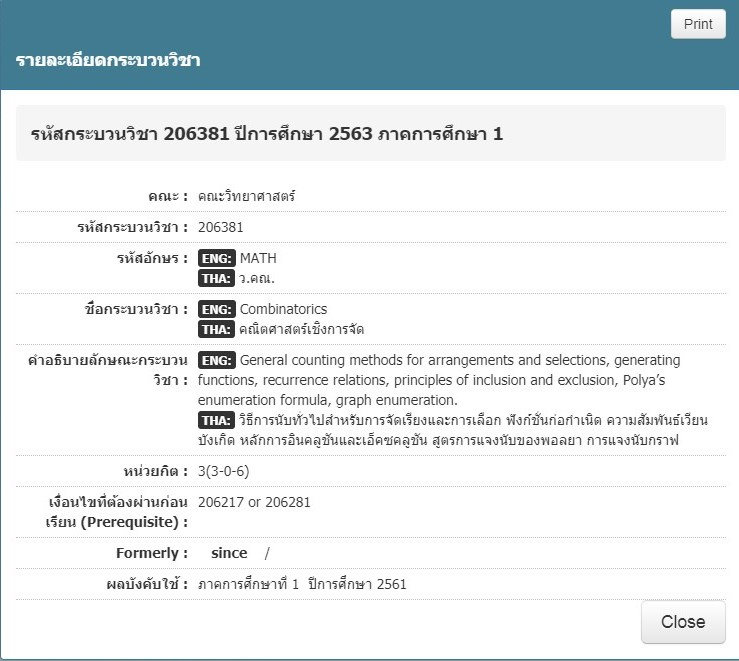 Print
รายละเอียดกระบวนวิชา
รหัสกระบวนวิชา 206381 ปีการศึกษา 2563 ภาคการศึกษา 1
คณะ : คณะวิทยาศาสตร์
รหัสกระบวนวิชา : 206381
รหัสอักษร : ENG: MATH
THA: ว.คณ.
ชื่อกระบวนวิชา : ENG: Combinatorics
THA: คณิตศาสตร์เชิงการจัด
คำอธิบายลักษณะกระบวน ENG: General counting methods for arrangements and selections, generating
วิชา : functions, recurrence relations, principles of inclusion and exclusion, Polya’s
enumeration formula, graph enumeration.
THA: วิธีการนับทั่วไปสำหรับการจัดเรียงและการเลือก ฟังก์ชันก่อกำเนิด ความสัมพันธ์เวียน
บังเกิด หลักการอินคลูชันและเอ็คซคลูชัน สูตรการแจงนับของพอลยา การแจงนับกราฟ
หน่วยกิต : 3(3-0-6)
เงื่อนไขที่ต้องผ่านก่อน 206217 or 206281
เรียน (Prerequisite) :
Formerly : since /
ผลบังคับใช้ : ภาคการศึกษาที่ 1 ปีการศึกษา 2561
Close